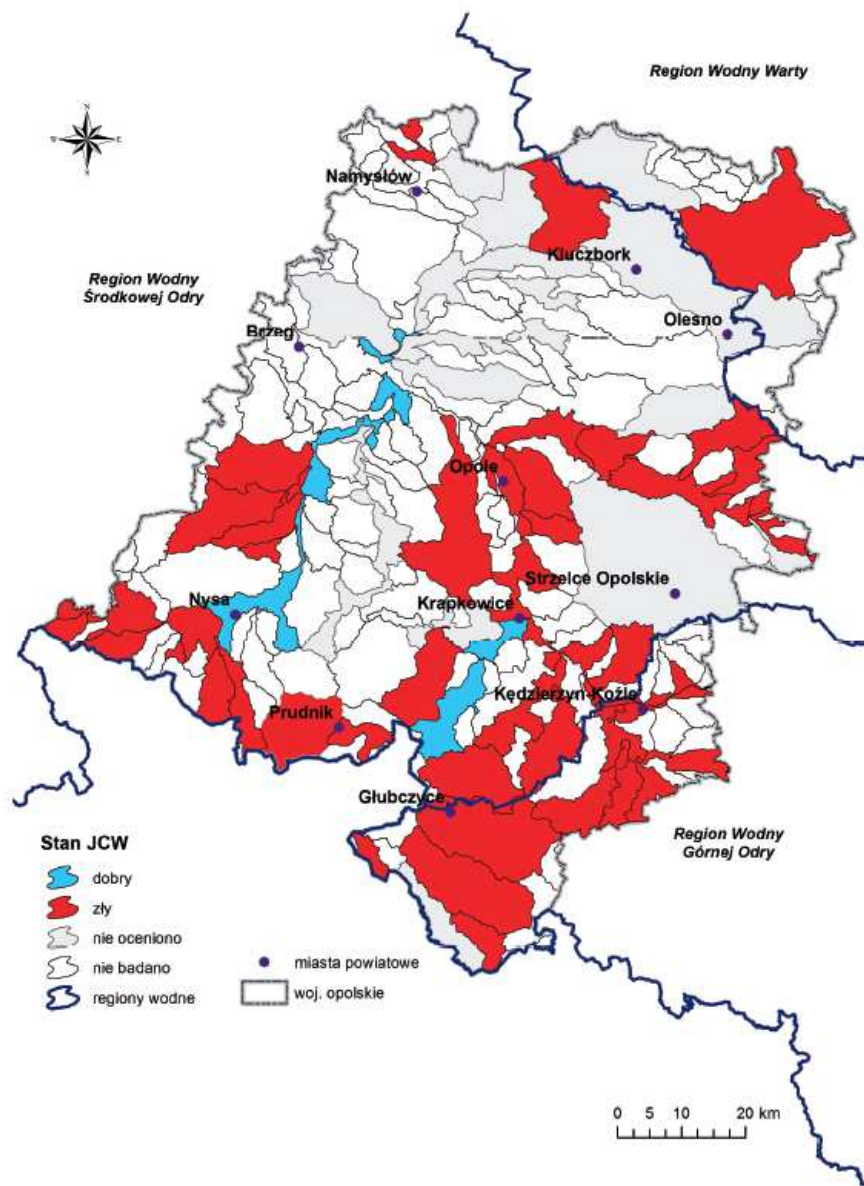 Region Wodny Warty
N
W
E
S
Namysłów
Kluczbork
Region Wodny
Środkowej Odry
Olesno
Brzeg
Opole
Strzelce Opolskie
Nysa
Krapkowice
Kędzierzyn-Koźle
Prudnik
Głubczyce
Region Wodny
Górnej Odry
Stan JCW
dobry
zły
nie oceniono
nie badano
regiony wodne
miasta powiatowe
woj. opolskie
0 5 10 20 km